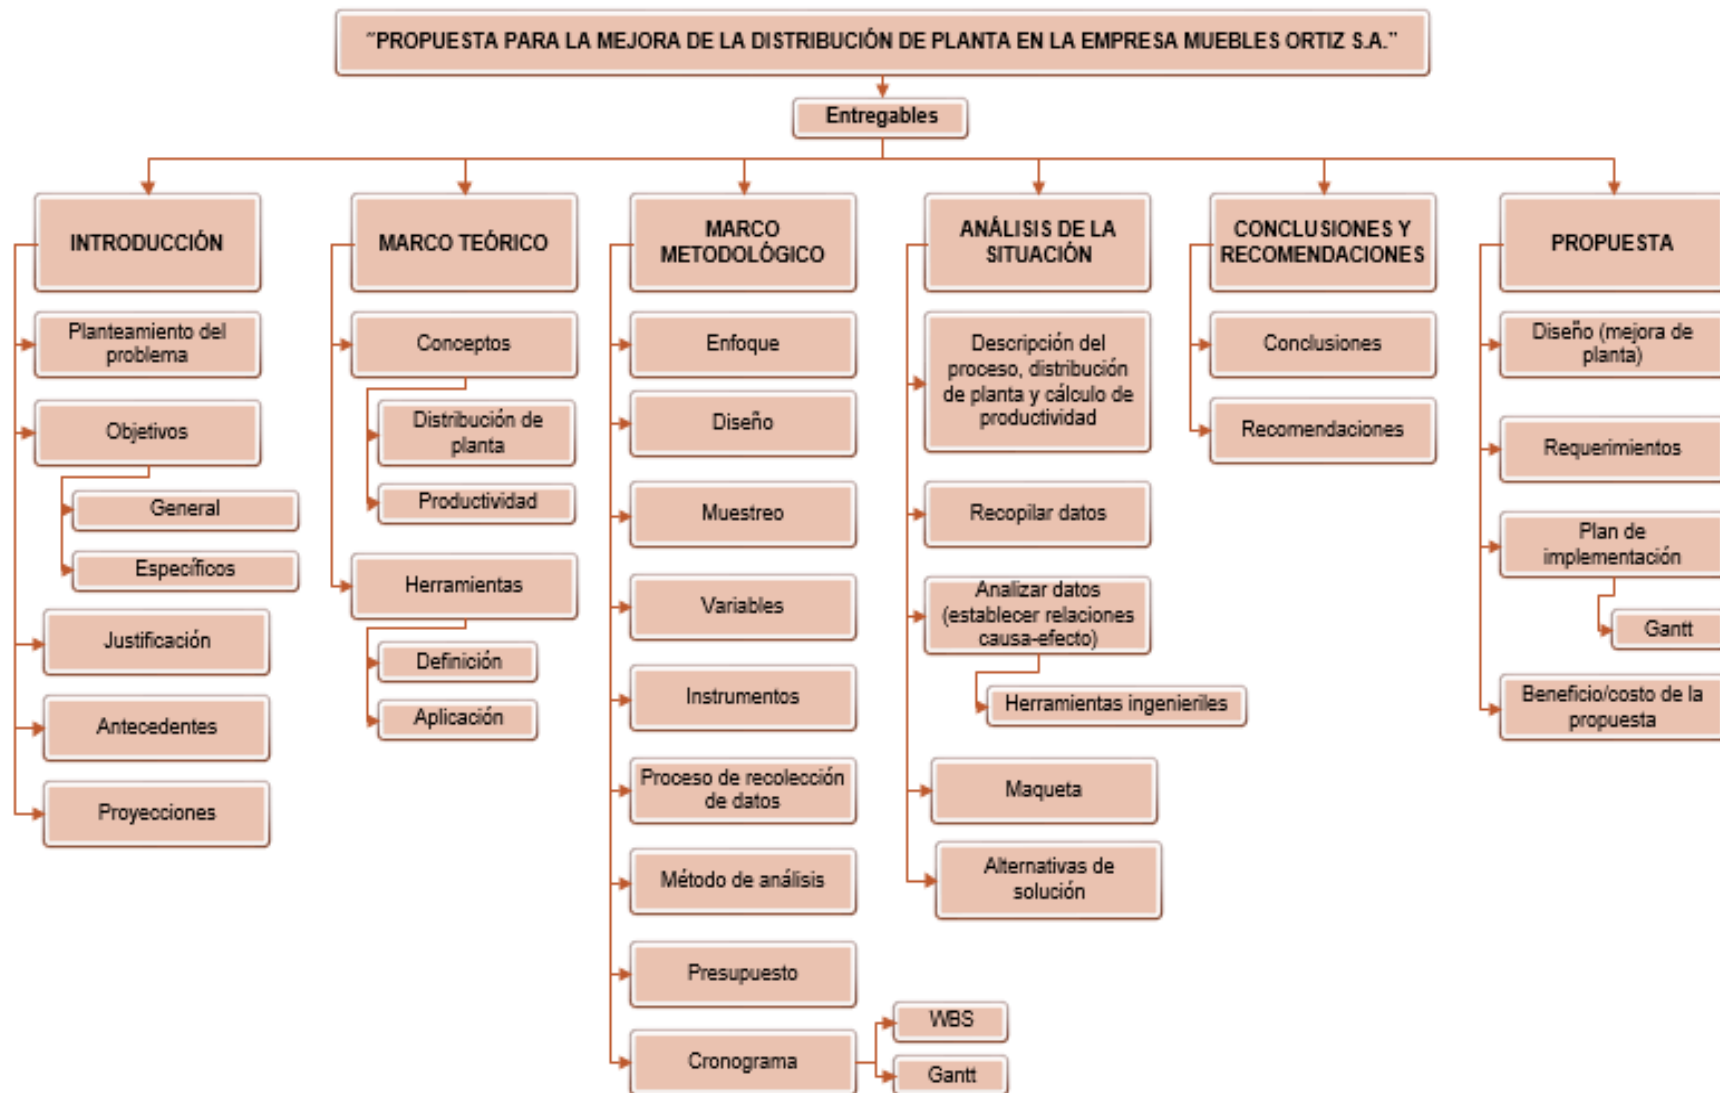 “PROPUESTA PARA LA MEJORA DE LA DISTRIBUCIÓN DE PLANTA EN LA EMPRESA MUEBLES ORTIZ S.A.”
Entregables
INTRODUCCIÓN
Planteamiento del
problema
Objetivos
General
Específicos
Justificación
Antecedentes
Proyecciones
MARCO TEÓRICO
Conceptos
Distribución de
planta
Productividad
Herramientas
Definición
Aplicación
MARCO
METODOLÓGICO
Enfoque
Diseño
Muestreo
Variables
Instrumentos
Proceso de recolección
de datos
Método de análisis
Presupuesto
Cronograma
WBS
Gantt
ANÁLISIS DE LA
SITUACIÓN
Descripción del
proceso, distribución
de planta y cálculo de
productividad
Recopilar datos
Analizar datos
(establecer relaciones
causa-efecto)
Herramientas ingenieriles
Maqueta
Alternativas de
solución
CONCLUSIONES Y
RECOMENDACIONES
Conclusiones
Recomendaciones
PROPUESTA
Diseño (mejora de
planta)
Requerimientos
Plan de
implementación
Gantt
Beneficio/costo de la
propuesta